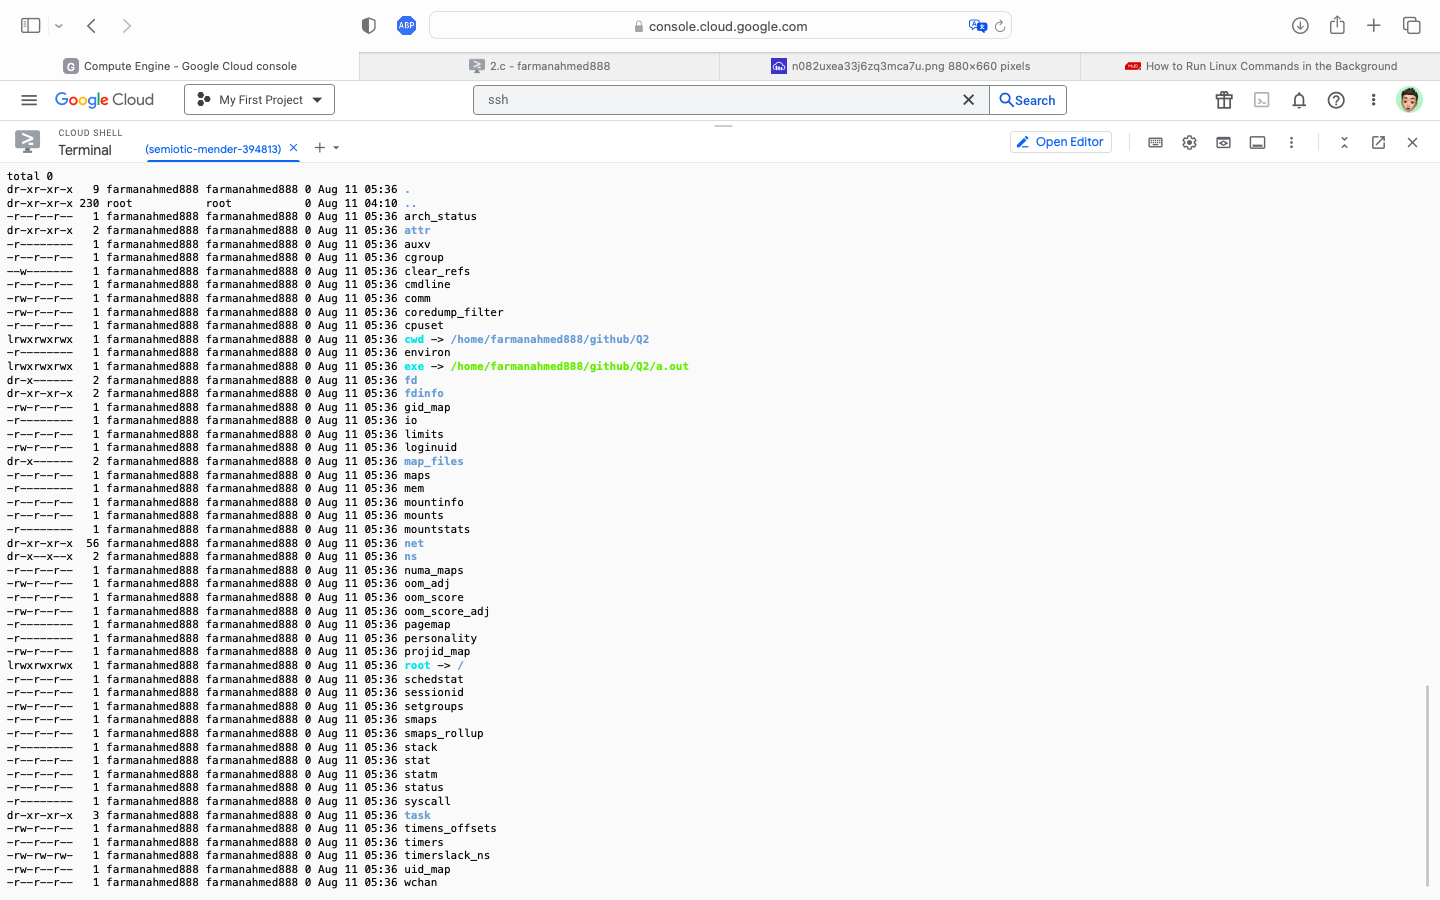 console.cloud.google.com
ABP
G Compute Engine - Google Cloud console
2.c - farmanahmed888
n082uxea33j6zq3mca7u.png 880×660 pixels
How to Run Linux Commands in the Background
Google Cloud
My First Project
ssh
Search
CLOUD SHELL
Terminal
(semiotic-mender-394813)
Open Editor
total 0
dr-xr-xr-x 9 farmanahmed888 farmanahmed888 0 Aug 11 05:36 .
dr-xr-xr-x 230 root root 0 Aug 11 04:10 ..
-r--r--r-- 1 farmanahmed888 farmanahmed888 0 Aug 11 05:36 arch_status
dr-xr-xr-x 2 farmanahmed888 farmanahmed888 0 Aug 11 05:36 attr
-r-------- 1 farmanahmed888 farmanahmed888 0 Aug 11 05:36 auxv
-r--r--r-- 1 farmanahmed888 farmanahmed888 0 Aug 11 05:36 cgroup
--w------- 1 farmanahmed888 farmanahmed888 0 Aug 11 05:36 clear_refs
-r--r--r-- 1 farmanahmed888 farmanahmed888 0 Aug 11 05:36 cmdline
-rw-r--r-- 1 farmanahmed888 farmanahmed888 0 Aug 11 05:36 comm
-rw-r--r-- 1 farmanahmed888 farmanahmed888 0 Aug 11 05:36 coredump_filter
-r--r--r-- 1 farmanahmed888 farmanahmed888 0 Aug 11 05:36 cpuset
lrwxrwxrwx 1 farmanahmed888 farmanahmed888 0 Aug 11 05:36 cwd -> /home/farmanahmed888/github/Q2
-r-------- 1 farmanahmed888 farmanahmed888 0 Aug 11 05:36 environ
lrwxrwxrwx 1 farmanahmed888 farmanahmed888 0 Aug 11 05:36 exe -> /home/farmanahmed888/github/Q2/a.out
dr-x------ 2 farmanahmed888 farmanahmed888 0 Aug 11 05:36 fd
dr-xr-xr-x 2 farmanahmed888 farmanahmed888 0 Aug 11 05:36 fdinfo
-rw-r--r-- 1 farmanahmed888 farmanahmed888 0 Aug 11 05:36 gid_map
-r-------- 1 farmanahmed888 farmanahmed888 0 Aug 11 05:36 io
-r--r--r-- 1 farmanahmed888 farmanahmed888 0 Aug 11 05:36 limits
-rw-r--r-- 1 farmanahmed888 farmanahmed888 0 Aug 11 05:36 loginuid
dr-x------ 2 farmanahmed888 farmanahmed888 0 Aug 11 05:36 map_files
-r--r--r-- 1 farmanahmed888 farmanahmed888 0 Aug 11 05:36 maps
-r-------- 1 farmanahmed888 farmanahmed888 0 Aug 11 05:36 mem
-r--r--r-- 1 farmanahmed888 farmanahmed888 0 Aug 11 05:36 mountinfo
-r--r--r-- 1 farmanahmed888 farmanahmed888 0 Aug 11 05:36 mounts
-r-------- 1 farmanahmed888 farmanahmed888 0 Aug 11 05:36 mountstats
dr-xr-xr-x 56 farmanahmed888 farmanahmed888 0 Aug 11 05:36 net
dr-x--x--x 2 farmanahmed888 farmanahmed888 0 Aug 11 05:36 ns
-r--r--r-- 1 farmanahmed888 farmanahmed888 0 Aug 11 05:36 numa_maps
-rw-r--r-- 1 farmanahmed888 farmanahmed888 0 Aug 11 05:36 oom_adj
-r--r--r-- 1 farmanahmed888 farmanahmed888 0 Aug 11 05:36 oom_score
-rw-r--r-- 1 farmanahmed888 farmanahmed888 0 Aug 11 05:36 oom_score_adj
-r-------- 1 farmanahmed888 farmanahmed888 0 Aug 11 05:36 pagemap
-r-------- 1 farmanahmed888 farmanahmed888 0 Aug 11 05:36 personality
-rw-r--r-- 1 farmanahmed888 farmanahmed888 0 Aug 11 05:36 projid_map
lrwxrwxrwx 1 farmanahmed888 farmanahmed888 0 Aug 11 05:36 root -> /
-r--r--r-- 1 farmanahmed888 farmanahmed888 0 Aug 11 05:36 schedstat
-r--r--r-- 1 farmanahmed888 farmanahmed888 0 Aug 11 05:36 sessionid
-rw-r--r-- 1 farmanahmed888 farmanahmed888 0 Aug 11 05:36 setgroups
-r--r--r-- 1 farmanahmed888 farmanahmed888 0 Aug 11 05:36 smaps
-r--r--r-- 1 farmanahmed888 farmanahmed888 0 Aug 11 05:36 smaps_rollup
-r-------- 1 farmanahmed888 farmanahmed888 0 Aug 11 05:36 stack
-r--r--r-- 1 farmanahmed888 farmanahmed888 0 Aug 11 05:36 stat
-r--r--r-- 1 farmanahmed888 farmanahmed888 0 Aug 11 05:36 statm
-r--r--r-- 1 farmanahmed888 farmanahmed888 0 Aug 11 05:36 status
-r-------- 1 farmanahmed888 farmanahmed888 0 Aug 11 05:36 syscall
dr-xr-xr-x 3 farmanahmed888 farmanahmed888 0 Aug 11 05:36 task
-rw-r--r-- 1 farmanahmed888 farmanahmed888 0 Aug 11 05:36 timens_offsets
-r--r--r-- 1 farmanahmed888 farmanahmed888 0 Aug 11 05:36 timers
-rw-rw-rw- 1 farmanahmed888 farmanahmed888 0 Aug 11 05:36 timerslack_ns
-rw-r--r-- 1 farmanahmed888 farmanahmed888 0 Aug 11 05:36 uid_map
-r--r--r-- 1 farmanahmed888 farmanahmed888 0 Aug 11 05:36 wchan